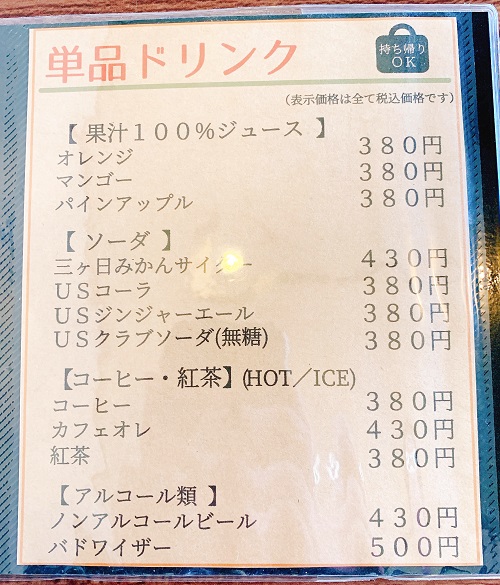 単品ドリンク
持ち帰り
OK
(表示価格は全て税込価格です)
【 果汁100%ジュース 】
オレンジ 380円
マンゴー 380円
パインアップル 380円
【 ソーダ 】
三ヶ日みかんサイダー 430円
USコーラ 380円
USジンジャーエール 380円
USクラブソーダ(無糖) 380円
【コーヒー・紅茶】(HOT/ICE)
コーヒー 380円
カフェオレ 430円
紅茶 380円
【 アルコール類 】
ノンアルコールビール 430円
バドワイザー 500円